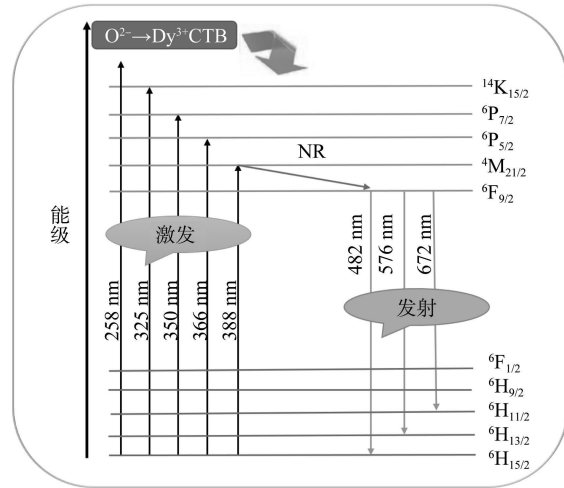 O²⁻→Dy³⁺CTB
¹⁴K₁₅/₂
⁶P₇/₂
⁶P₅/₂
NR
⁴M₂₁/₂
⁶F₉/₂
能级
激发
258 nm
325 nm
350 nm
366 nm
388 nm
482 nm
576 nm
672 nm
发射
⁶F₁/₂
⁶H₉/₂
⁶H₁₁/₂
⁶H₁₃/₂
⁶H₁₅/₂